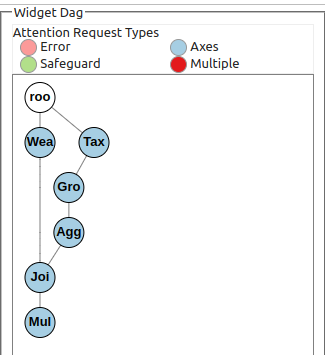 Widget Dag
Attention Request Types
Error
Axes
Safeguard
Multiple
roo
Wea
Tax
Gro
Agg
Joi
Mul